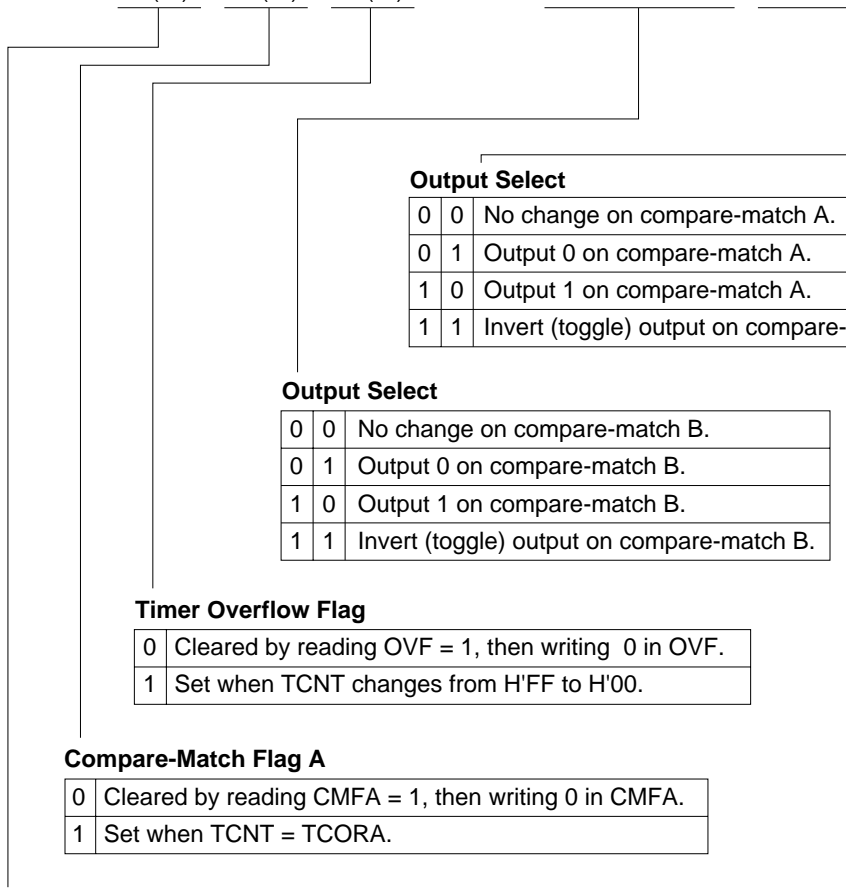 Output Select
0 0 No change on compare-match A.
0 1 Output 0 on compare-match A.
1 0 Output 1 on compare-match A.
1 1 Invert (toggle) output on compare-
Output Select
0 0 No change on compare-match B.
0 1 Output 0 on compare-match B.
1 0 Output 1 on compare-match B.
1 1 Invert (toggle) output on compare-match B.
Timer Overflow Flag
0 Cleared by reading OVF = 1, then writing 0 in OVF.
1 Set when TCNT changes from H'FF to H'00.
Compare-Match Flag A
0 Cleared by reading CMFA = 1, then writing 0 in CMFA.
1 Set when TCNT = TCORA.